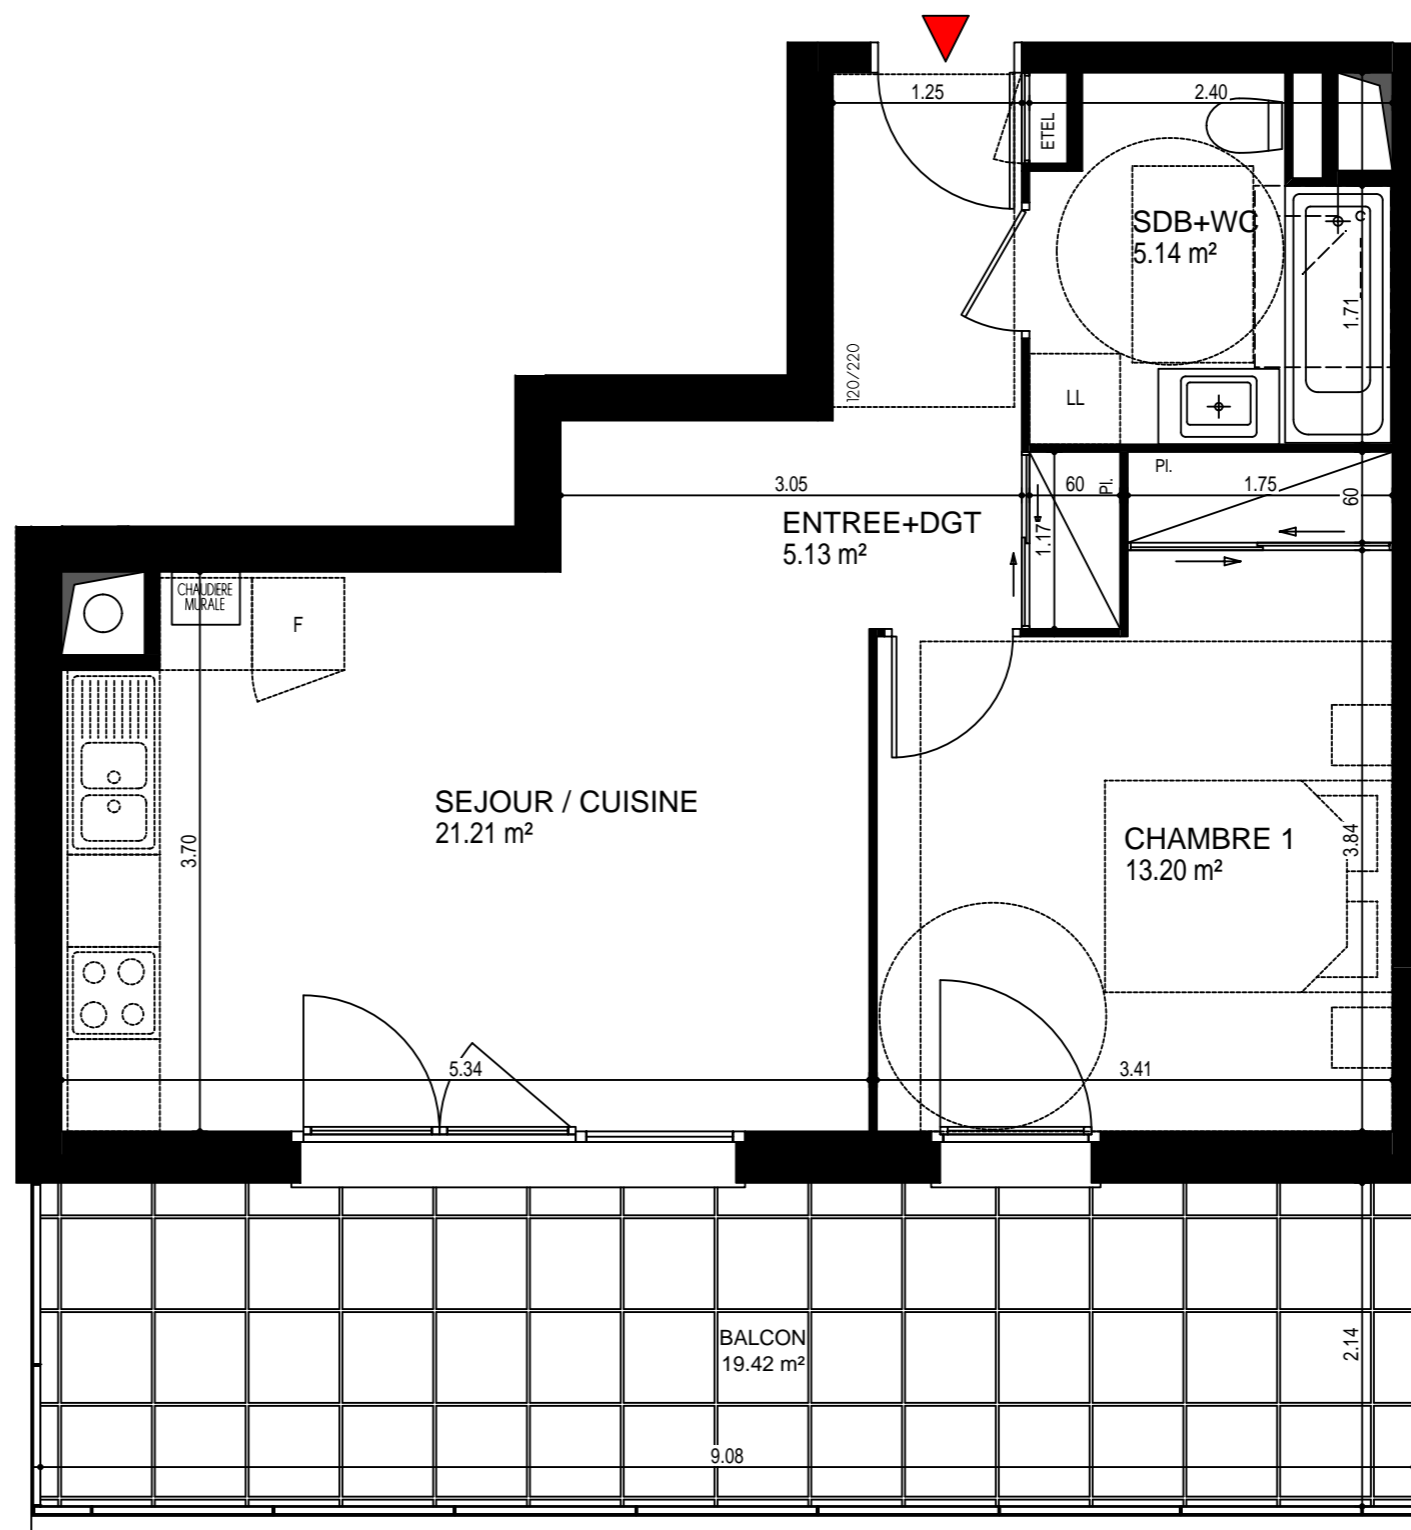 1.25
2.40
ETEL
SDB+WC
5.14 m²
C
1.71
120/220
LL
Pl.
3.05
60
Pl.
1.75
60
ENTREE+DGT
5.13 m²
1.17
CHAUDIERE
MURALE
F
SEJOUR / CUISINE
21.21 m²
3.70
CHAMBRE 1
13.20 m²
3.84
5.34
3.41
BALCON
19.42 m²
2.14
9.08